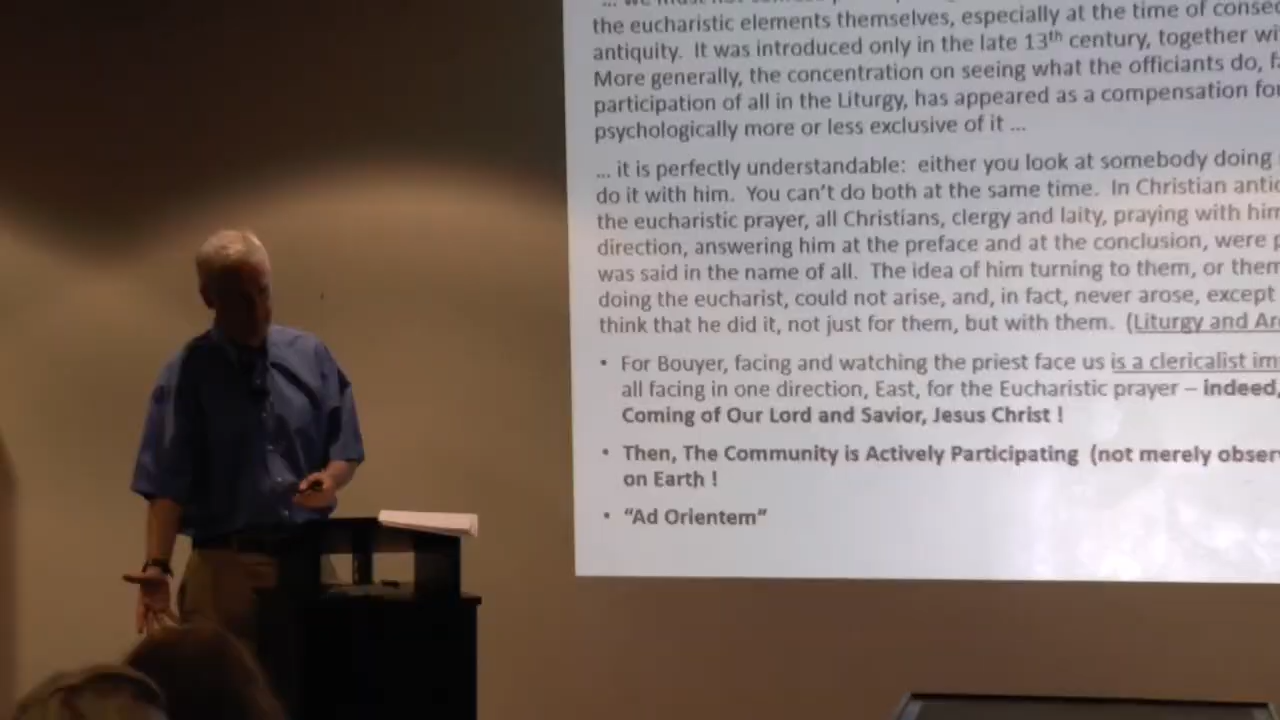 the eucharistic elements themselves, especially at the time of
antiquity. It was introduced only in the late 13th century, together
More generally, the concentration on seeing what the officiants do,
participation of all in the Liturgy, has appeared as a compensation
psychologically more or less exclusive of it ...
... it is perfectly understandable: either you look at somebody doing
do it with him. You can't do both at the same time. In Christian
the eucharistic prayer, all Christians, clergy and laity, praying with him
direction, answering him at the preface and at the conclusion, were
was said in the name of all. The idea of him turning to them, or them
doing the eucharist, could not arise, and, in fact, never arose, except
think that he did it, not just for them, but with them. (Liturgy and
• For Bouyer, facing and watching the priest face us is a clericalist
all facing in one direction, East, for the Eucharistic prayer – indeed,
Coming of Our Lord and Savior, Jesus Christ !
• Then, The Community is Actively Participating (not merely
on Earth !
• "Ad Orientem"